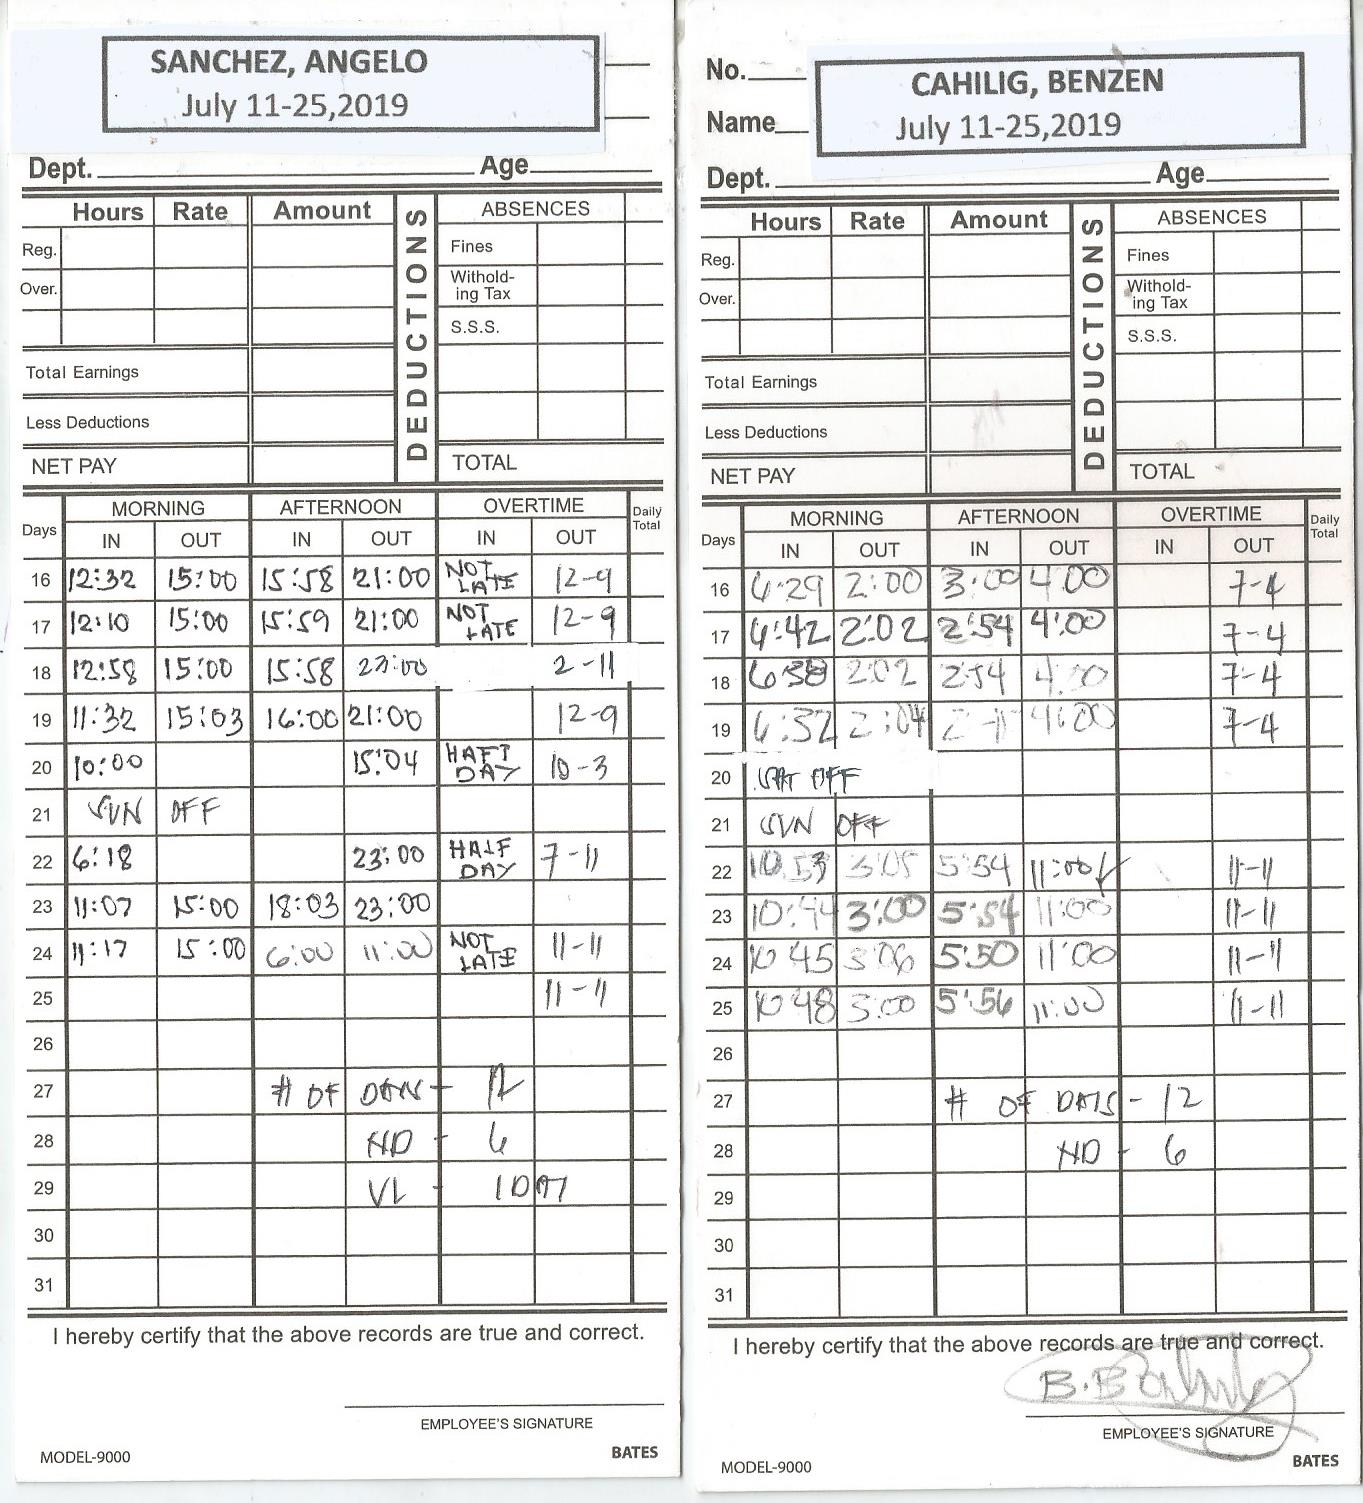 SANCHEZ, ANGELO
July 11-25,2019
Dept. Age
Hours Rate Amount DEDUCTIONS ABSENCES
Reg. Fines
Over. Withold-
ing Tax
S.S.S.
Total Earnings
Less Deductions
NET PAY TOTAL
Days MORNING AFTERNOON OVERTIME Daily Total
IN OUT IN OUT IN OUT
16 12:32 15:00 15:58 21:00 NOT LATE 12-9
17 12:10 15:00 15:59 21:00 NOT LATE 12-9
18 12:58 15:00 15:58 23:00 2-11
19 11:32 15:03 16:00 21:00 12-9
20 10:00 15:04 HAFT DAY 10-3
21 SUN OFF
22 6:18 23:00 HALF DAY 7-11
23 11:07 15:00 18:03 23:00
24 11:17 15:00 6:00 11:00 NOT LATE 11-11
25 11-11
26
27 # OF DAYS - 12
28 ND - 6
29 VL -
30
31
I hereby certify that the above records are true and correct.
EMPLOYEE'S SIGNATURE
MODEL-9000 BATES
No.
CAHILIG, BENZEN
Name
July 11-25,2019
Dept. Age
Hours Rate Amount DEDUCTIONS ABSENCES
Reg. Fines
Over. Withold-
ing Tax
S.S.S.
Total Earnings
Less Deductions
NET PAY TOTAL
Days MORNING AFTERNOON OVERTIME Daily Total
IN OUT IN OUT IN OUT
16 6:29 2:00 3:00 4:00 7-4
17 6:42 2:02 2:54 4:00 7-4
18 6:38 2:02 2:54 4:00 7-4
19 6:32 2:04 4:00 7-4
20 SAT OFF
21 SUN OFF
22 10:53 3:05 5:54 11:00 11-11
23 10:44 3:00 5:54 11:00 11-11
24 10:45 3:06 5:50 11:00 11-11
25 10:48 3:00 5:56 11:00 11-11
26
27 # OF DAYS - 12
28 ND - 6
29
30
31
I hereby certify that the above records are true and correct.
EMPLOYEE'S SIGNATURE
MODEL-9000 BATES